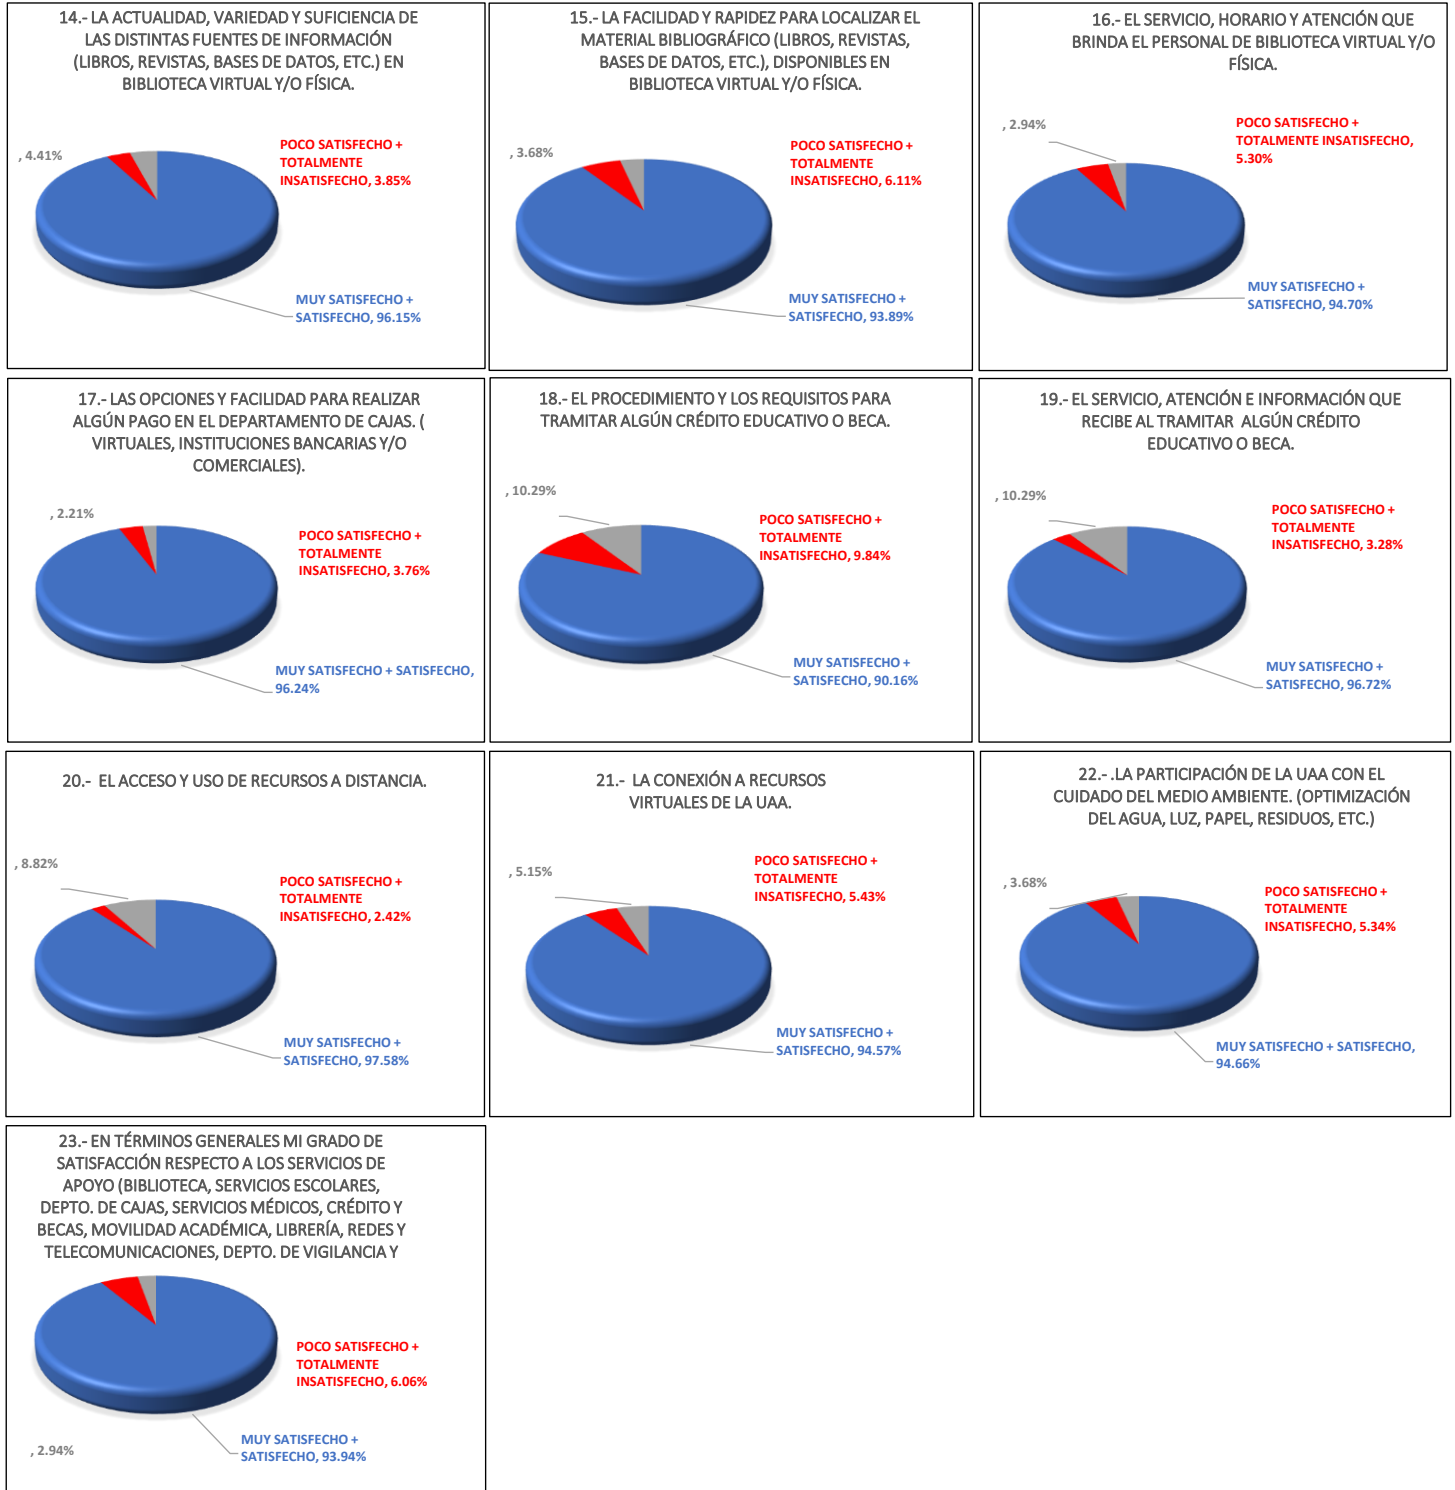 14.- LA ACTUALIDAD, VARIEDAD Y SUFICIENCIA DE
LAS DISTINTAS FUENTES DE INFORMACIÓN
(LIBROS, REVISTAS, BASES DE DATOS, ETC.) EN
BIBLIOTECA VIRTUAL Y/O FÍSICA.
, 4.41%
POCO SATISFECHO +
TOTALMENTE
INSATISFECHO, 3.85%
MUY SATISFECHO +
SATISFECHO, 96.15%
15.- LA FACILIDAD Y RAPIDEZ PARA LOCALIZAR EL
MATERIAL BIBLIOGRÁFICO (LIBROS, REVISTAS,
BASES DE DATOS, ETC.), DISPONIBLES EN
BIBLIOTECA VIRTUAL Y/O FÍSICA.
, 3.68%
POCO SATISFECHO +
TOTALMENTE
INSATISFECHO, 6.11%
MUY SATISFECHO +
SATISFECHO, 93.89%
16.- EL SERVICIO, HORARIO Y ATENCIÓN QUE
BRINDA EL PERSONAL DE BIBLIOTECA VIRTUAL Y/O
FÍSICA.
, 2.94%
POCO SATISFECHO +
TOTALMENTE INSATISFECHO,
5.30%
MUY SATISFECHO +
SATISFECHO, 94.70%
17.- LAS OPCIONES Y FACILIDAD PARA REALIZAR
ALGÚN PAGO EN EL DEPARTAMENTO DE CAJAS. (
VIRTUALES, INSTITUCIONES BANCARIAS Y/O
COMERCIALES).
, 2.21%
POCO SATISFECHO +
TOTALMENTE
INSATISFECHO, 3.76%
MUY SATISFECHO + SATISFECHO,
96.24%
18.- EL PROCEDIMIENTO Y LOS REQUISITOS PARA
TRAMITAR ALGÚN CRÉDITO EDUCATIVO O BECA.
, 10.29%
POCO SATISFECHO +
TOTALMENTE
INSATISFECHO, 9.84%
MUY SATISFECHO +
SATISFECHO, 90.16%
19.- EL SERVICIO, ATENCIÓN E INFORMACIÓN QUE
RECIBE AL TRAMITAR ALGÚN CRÉDITO
EDUCATIVO O BECA.
, 10.29%
POCO SATISFECHO +
TOTALMENTE
INSATISFECHO, 3.28%
MUY SATISFECHO +
SATISFECHO, 96.72%
20.- EL ACCESO Y USO DE RECURSOS A DISTANCIA.
, 8.82%
POCO SATISFECHO +
TOTALMENTE
INSATISFECHO, 2.42%
MUY SATISFECHO +
SATISFECHO, 97.58%
21.- LA CONEXIÓN A RECURSOS
VIRTUALES DE LA UAA.
, 5.15%
POCO SATISFECHO +
TOTALMENTE
INSATISFECHO, 5.43%
MUY SATISFECHO +
SATISFECHO, 94.57%
22.- .LA PARTICIPACIÓN DE LA UAA CON EL
CUIDADO DEL MEDIO AMBIENTE. (OPTIMIZACIÓN
DEL AGUA, LUZ, PAPEL, RESIDUOS, ETC.)
, 3.68%
POCO SATISFECHO +
TOTALMENTE
INSATISFECHO, 5.34%
MUY SATISFECHO + SATISFECHO,
94.66%
23.- EN TÉRMINOS GENERALES MI GRADO DE
SATISFACCIÓN RESPECTO A LOS SERVICIOS DE
APOYO (BIBLIOTECA, SERVICIOS ESCOLARES,
DEPTO. DE CAJAS, SERVICIOS MÉDICOS, CRÉDITO Y
BECAS, MOVILIDAD ACADÉMICA, LIBRERÍA, REDES Y
TELECOMUNICACIONES, DEPTO. DE VIGILANCIA Y
POCO SATISFECHO +
TOTALMENTE
INSATISFECHO, 6.06%
MUY SATISFECHO +
SATISFECHO, 93.94%
, 2.94%